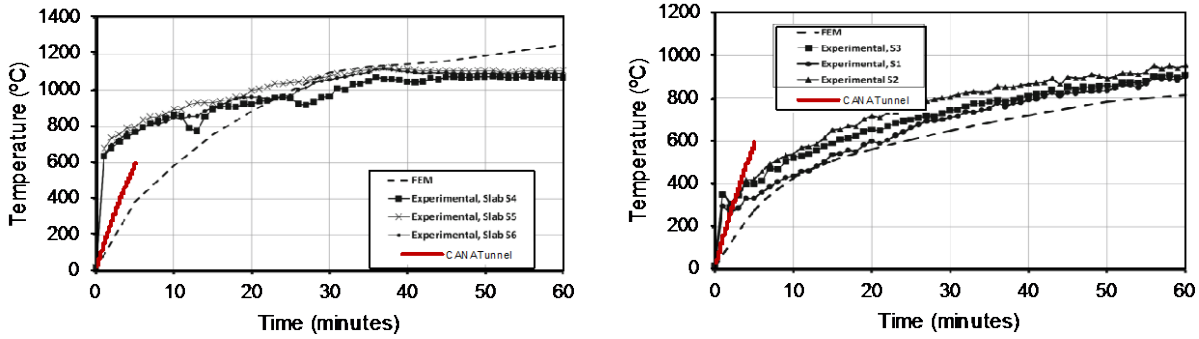 1400
1200
1000
800
600
400
200
0
Temperature (ºC)
FEM
Experimental, Slab S4
Experimental, Slab S5
Experimental, Slab S6
CANATunnel
0 10 20 30 40 50 60
Time (minutes)
1200
1000
800
600
400
200
0
Temperature (ºC)
FEM
Experimental, S3
Experimental, S1
Experimental S2
CANATunnel
0 10 20 30 40 50 60
Time (minutes)